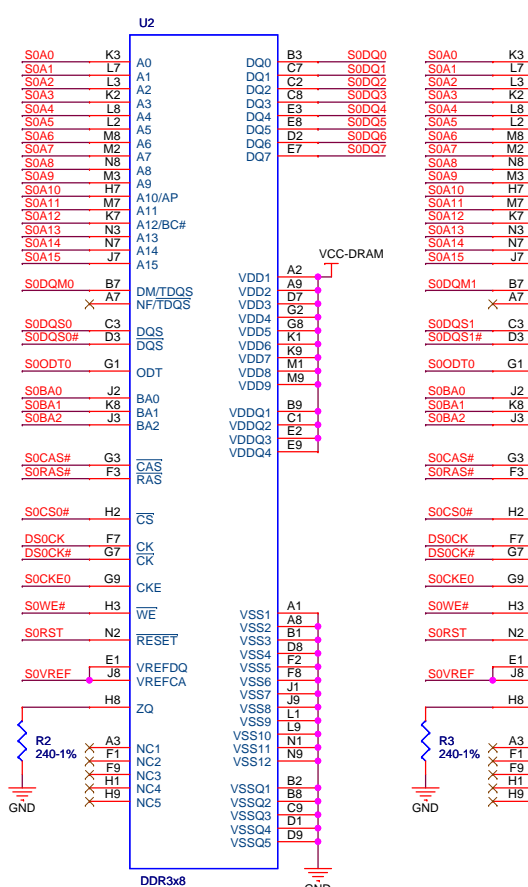 U2
S0A0 K3 A0 DQ0 B3 S0DQ0 S0A0 K3
S0A1 L7 A1 DQ1 C7 S0DQ1 S0A1 L7
S0A2 L3 A2 DQ2 C2 S0DQ2 S0A2 L3
S0A3 K2 A3 DQ3 C8 S0DQ3 S0A3 K2
S0A4 L8 A4 DQ4 E3 S0DQ4 S0A4 L8
S0A5 L2 A5 DQ5 E8 S0DQ5 S0A5 L2
S0A6 M8 A6 DQ6 D2 S0DQ6 S0A6 M8
S0A7 M2 A7 DQ7 E7 S0DQ7 S0A7 M2
S0A8 N8 A8 S0A8 N8
S0A9 M3 A9 S0A9 M3
S0A10 H7 A10/AP S0A10 H7
S0A11 M7 A11 S0A11 M7
S0A12 K7 A12/BC# S0A12 K7
S0A13 N3 A13 S0A13 N3
S0A14 N7 A14 S0A14 N7
S0A15 J7 A15 S0A15 J7
VCC-DRAM
VDD1 A2
S0DQM0 B7 DM/TDQS VDD2 A9 S0DQM1 B7
A7 NF/TDQS VDD3 D7 A7
VDD4 G2
S0DQS0 C3 DQS VDD5 G8 S0DQS1 C3
S0DQS0# D3 DQS VDD6 K1 S0DQS1# D3
VDD7 K9
S0ODT0 G1 ODT VDD8 M1 S0ODT0 G1
VDD9 M9
S0BA0 J2 BA0 S0BA0 J2
S0BA1 K8 BA1 VDDQ1 B9 S0BA1 K8
S0BA2 J3 BA2 VDDQ2 C1 S0BA2 J3
VDDQ3 E2
VDDQ4 E9
S0CAS# G3 CAS S0CAS# G3
S0RAS# F3 RAS S0RAS# F3
S0CS0# H2 CS S0CS0# H2
DS0CK F7 CK DS0CK F7
DS0CK# G7 CK DS0CK# G7
S0CKE0 G9 CKE S0CKE0 G9
S0WE# H3 WE VSS1 A1 S0WE# H3
VSS2 A8
S0RST N2 RESET VSS3 B1 S0RST N2
VSS4 D8
E1 VREFDQ VSS5 F2 E1
S0VREF J8 VREFCA VSS6 F8 S0VREF J8
VSS7 J1
H8 ZQ VSS8 J9 H8
VSS9 L1
VSS10 L9
R2 240-1% R3 240-1%
A3 NC1 VSS11 N1 A3
F1 NC2 VSS12 N9 F1
F9 NC3 F9
H1 NC4 VSSQ1 B2 H1
H9 NC5 VSSQ2 B8 H9
GND VSSQ3 C9 GND
VSSQ4 D1
VSSQ5 D9
DDR3x8
GND